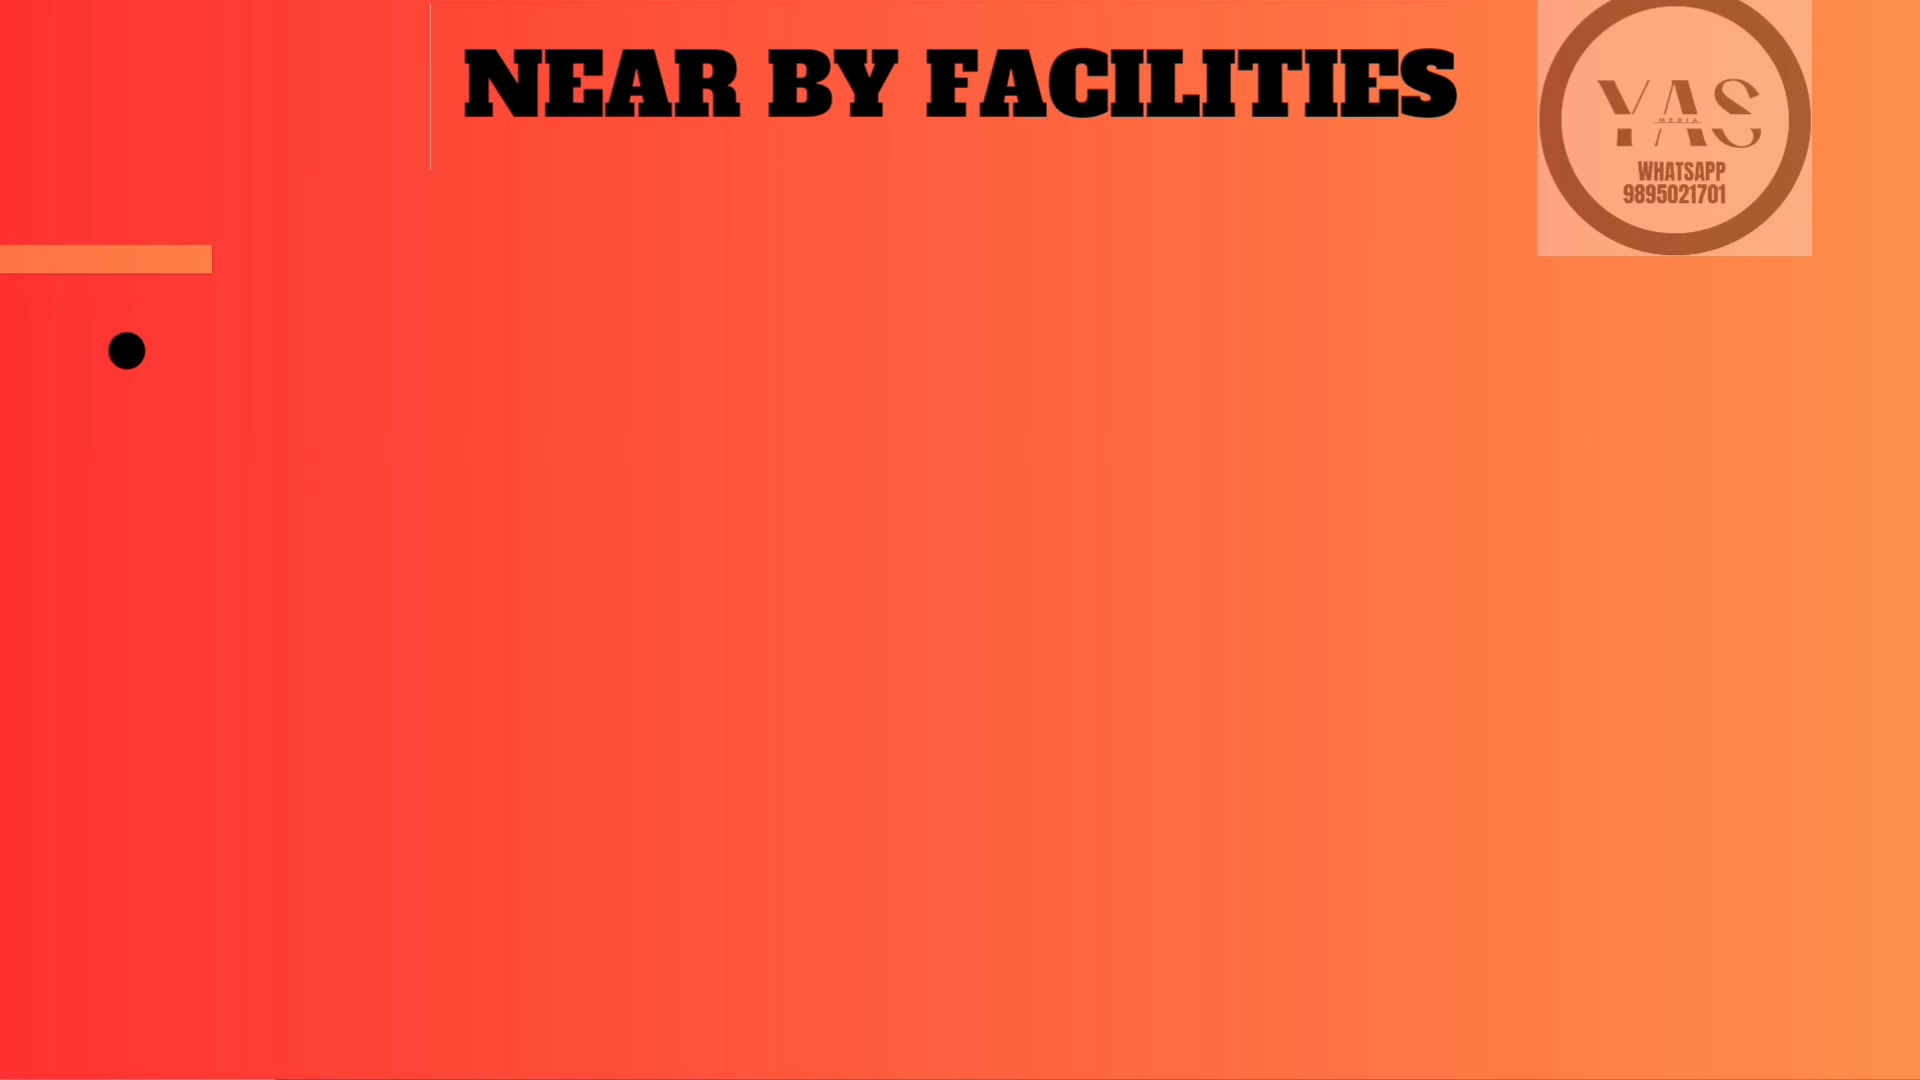 NEAR BY FACILITIES
YAS
MEDIA
WHATSAPP
9895021701